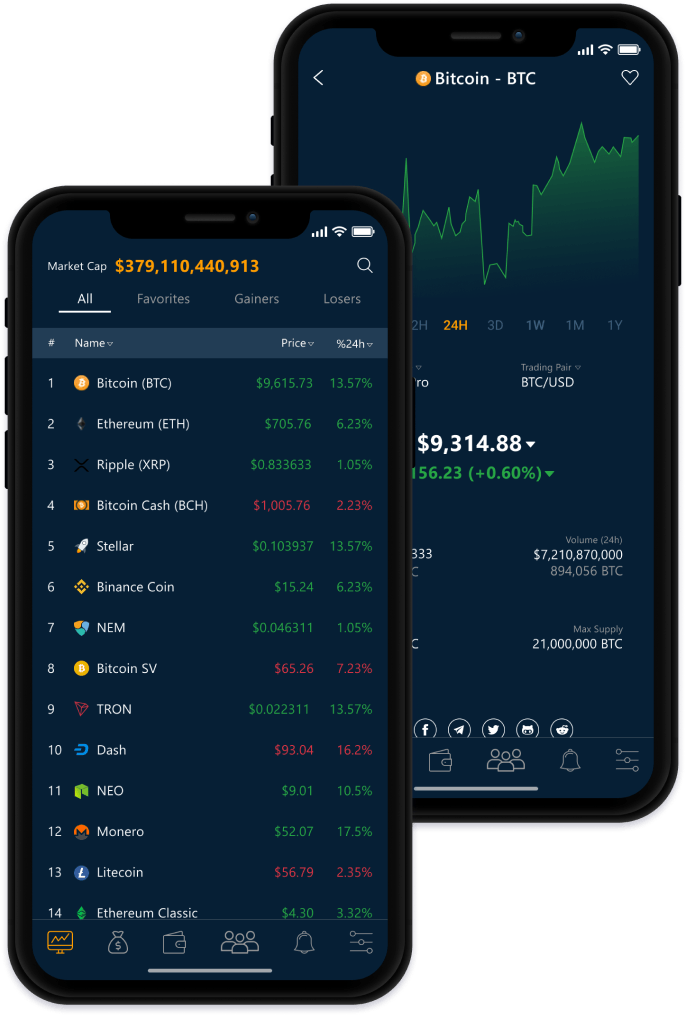 Bitcoin - BTC
2H 24H 3D 1W 1M 1Y
Trading Pair
BTC/USD
$9,314.88
156.23 (+0.60%)
Volume (24h)
333 $7,210,870,000
894,056 BTC
Max Supply
21,000,000 BTC
Market Cap $379,110,440,913
All Favorites Gainers Losers
# Name Price %24h
1 Bitcoin (BTC) $9,615.73 13.57%
2 Ethereum (ETH) $705.76 6.23%
3 Ripple (XRP) $0.833633 1.05%
4 Bitcoin Cash (BCH) $1,005.76 2.23%
5 Stellar $0.103937 13.57%
6 Binance Coin $15.24 6.23%
7 NEM $0.046311 1.05%
8 Bitcoin SV $65.26 7.23%
9 TRON $0.022311 13.57%
10 Dash $93.04 16.2%
11 NEO $9.01 10.5%
12 Monero $52.07 17.5%
13 Litecoin $56.79 2.35%
14 Ethereum Classic $4.30 3.32%